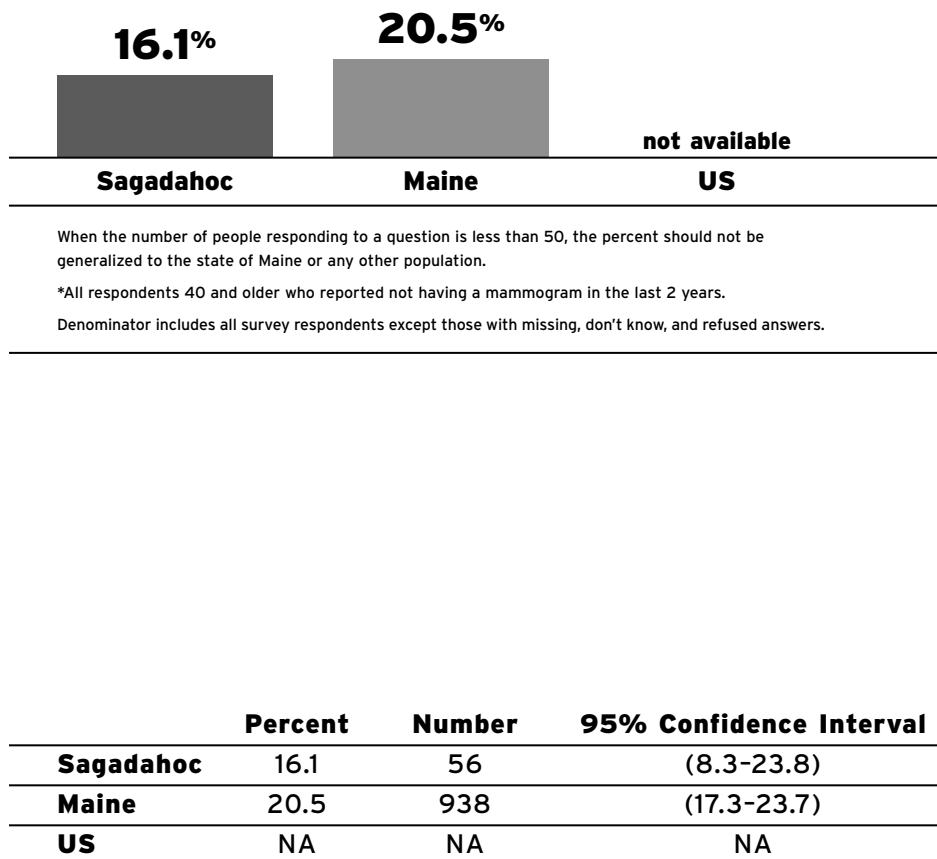 16.1%
20.5%
not available
Sagadahoc Maine US
When the number of people responding to a question is less than 50, the percent should not be
generalized to the state of Maine or any other population.
*All respondents 40 and older who reported not having a mammogram in the last 2 years.
Denominator includes all survey respondents except those with missing, don't know, and refused answers.
Percent Number 95% Confidence Interval
Sagadahoc 16.1 56 (8.3–23.8)
Maine 20.5 938 (17.3–23.7)
US NA NA NA